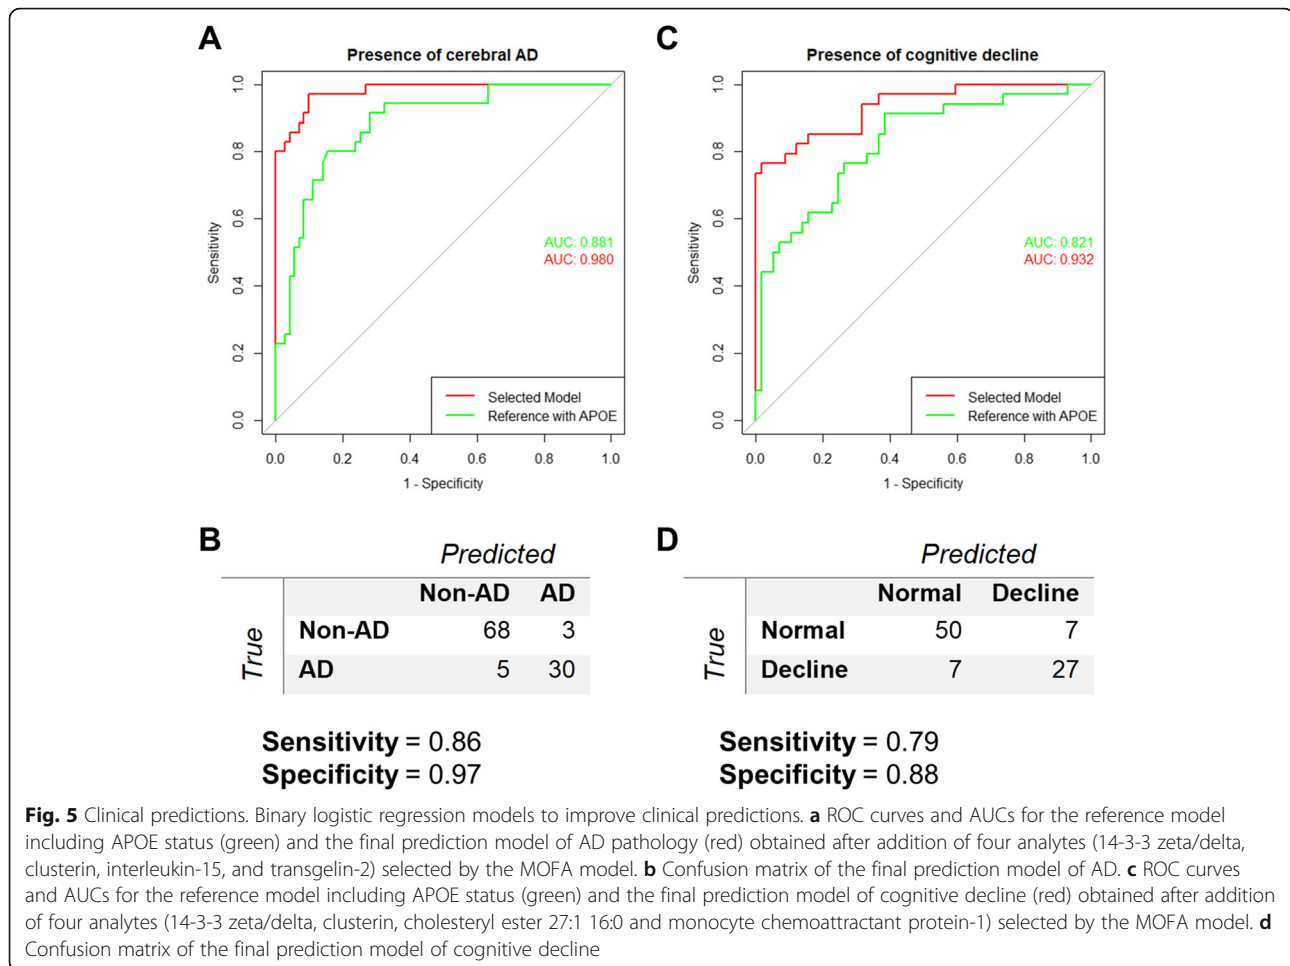 A
Presence of cerebral AD
Sensitivity
1.0
0.8
0.6
0.4
0.2
0.0
AUC: 0.881
AUC: 0.980
Selected Model
Reference with APOE
0.0 0.2 0.4 0.6 0.8 1.0
1 - Specificity
C
Presence of cognitive decline
Sensitivity
1.0
0.8
0.6
0.4
0.2
0.0
AUC: 0.821
AUC: 0.932
Selected Model
Reference with APOE
0.0 0.2 0.4 0.6 0.8 1.0
1 - Specificity
B
Predicted
True
Non-AD AD
Non-AD 68 3
AD 5 30
Sensitivity = 0.86
Specificity = 0.97
D
Predicted
True
Normal Decline
Normal 50 7
Decline 7 27
Sensitivity = 0.79
Specificity = 0.88
Fig. 5 Clinical predictions. Binary logistic regression models to improve clinical predictions. a ROC curves and AUCs for the reference model
including APOE status (green) and the final prediction model of AD pathology (red) obtained after addition of four analytes (14-3-3 zeta/delta,
clusterin, interleukin-15, and transgelin-2) selected by the MOFA model. b Confusion matrix of the final prediction model of AD. c ROC curves
and AUCs for the reference model including APOE status (green) and the final prediction model of cognitive decline (red) obtained after addition
of four analytes (14-3-3 zeta/delta, clusterin, cholesteryl ester 27:1 16:0 and monocyte chemoattractant protein-1) selected by the MOFA model. d
Confusion matrix of the final prediction model of cognitive decline